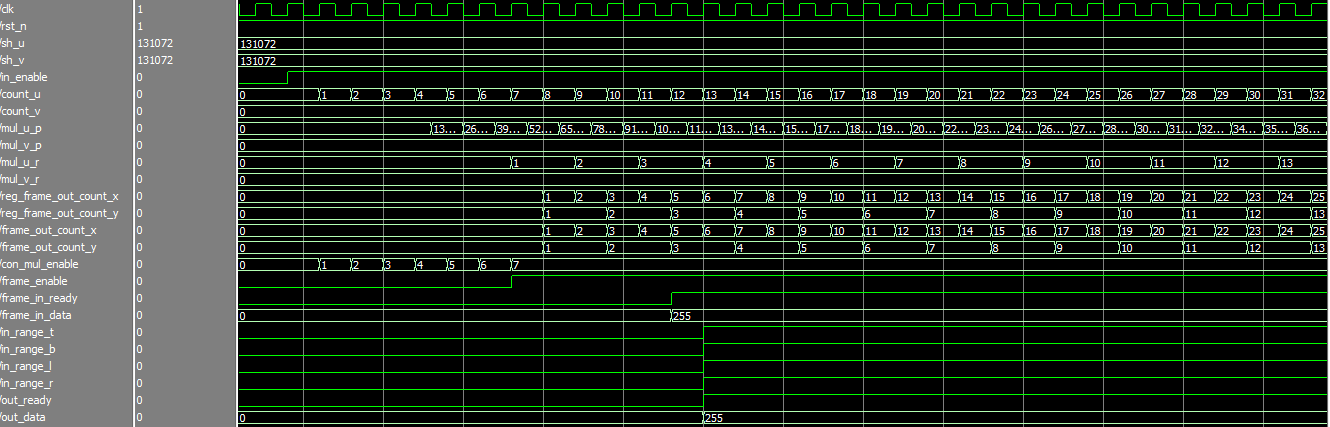 /clk 1
/rst_n 1
/sh_u 131072 131072
/sh_v 131072 131072
/in_enable 0
/count_u 0 0 1 2 3 4 5 6 7 8 9 10 11 12 13 14 15 16 17 18 19 20 21 22 23 24 25 26 27 28 29 30 31 32
/count_v 0 0
/mul_u_p 0 0 13... 26... 39... 52... 65... 78... 91... 10... 11... 13... 14... 15... 17... 18... 19... 20... 22... 23... 24... 26... 27... 28... 30... 31... 32... 34... 35... 36...
/mul_v_p 0 0
/mul_u_r 0 0 1 2 3 4 5 6 7 8 9 10 11 12 13
/mul_v_r 0 0
/reg_frame_out_count_x 0 0 1 2 3 4 5 6 7 8 9 10 11 12 13 14 15 16 17 18 19 20 21 22 23 24 25
/reg_frame_out_count_y 0 0 1 2 3 4 5 6 7 8 9 10 11 12 13
/frame_out_count_x 0 0 1 2 3 4 5 6 7 8 9 10 11 12 13 14 15 16 17 18 19 20 21 22 23 24 25
/frame_out_count_y 0 0 1 2 3 4 5 6 7 8 9 10 11 12 13
/con_mul_enable 0 0 1 2 3 4 5 6 7
/frame_enable 0
/frame_in_ready 0
/frame_in_data 0 0 255
/in_range_t 0
/in_range_b 0
/in_range_l 0
/in_range_r 0
/out_ready 0
/out_data 0 0 255